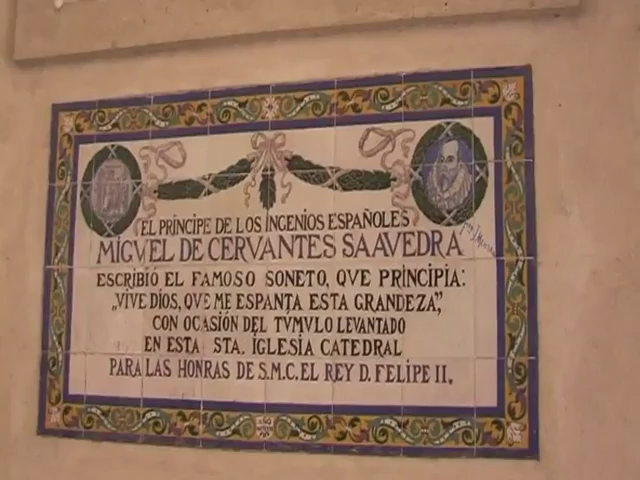 EL PRÍNCIPE DE LOS INGENIOS ESPAÑOLES
MIGVEL DE CERVANTES SAAVEDRA
ESCRIBIÓ EL FAMOSO SONETO, QVE PRINCIPIA:
„VIVE DIOS, QVE ME ESPANTA ESTA GRANDEZA”,
CON OCASIÓN DEL TVMVLO LEVANTADO
EN ESTA STA. IGLESIA CATEDRAL
PARA LAS HONRAS DE S.M.C. EL REY D. FELIPE II.